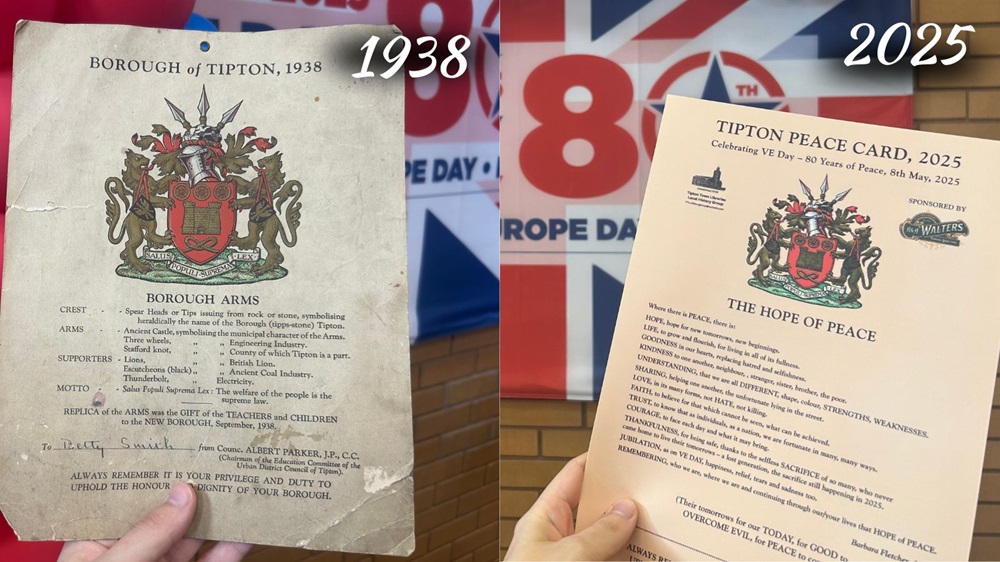 1938
BOROUGH of TIPTON, 1938
SALUS POPULI SUPREMA LEX
BOROUGH ARMS
CREST - - Spear Heads or Tips issuing from rock or stone, symbolising
heraldically the name of the Borough (tipps-stone) Tipton.
ARMS - - Ancient Castle, symbolising the municipal character of the Arms.
Three wheels, „ „ Engineering Industry.
Stafford knot, „ „ County of which Tipton is a part.
SUPPORTERS - Lions, „ „ British Lion.
Escutcheons (black) „ „ Ancient Coal Industry.
Thunderbolt, „ „ Electricity.
MOTTO - - Salus Populi Suprema Lex: The welfare of the people is the
supreme law.
REPLICA of the ARMS was the GIFT of the TEACHERS and CHILDREN
to the NEW BOROUGH, September, 1938.
To Betty Smith from Counc. ALBERT PARKER, J.P., C.C.
(Chairman of the Education Committee of the
Urban District Council of Tipton).
ALWAYS REMEMBER IT IS YOUR PRIVILEGE AND DUTY TO
UPHOLD THE HONOUR DIGNITY OF YOUR BOROUGH.
8
PE DAY •
2025
80
TH
DAY
UROPE DA
TIPTON PEACE CARD, 2025
Celebrating VE Day – 80 Years of Peace, 8th May, 2025
Tipton Town Libraries
Local History Group
SPONSORED BY
WALTERS
THE HOPE OF PEACE
Where there is PEACE, there is:
HOPE, hope for new tomorrows, new beginnings.
LIFE, to grow and flourish, for living in all of its fullness.
GOODNESS in our hearts, replacing hatred and selfishness.
KINDNESS to one another, neighbour, stranger, sister, brother, the poor.
UNDERSTANDING, that we are all DIFFERENT, shape, colour, STRENGTHS, WEAKNESSES.
SHARING, helping one another, the unfortunate lying in the street.
LOVE, in its many forms, not HATE, not killing.
FAITH, to believe for that which cannot be seen, what can be achieved.
TRUST, to know that as individuals, as a nation, we are fortunate in many, many ways.
COURAGE, to face each day and what it may bring.
THANKFULNESS, for being safe, thanks to the selfless SACRIFICE of so many, who never
came home to live their tomorrows – a lost generation, the sacrifice still happening in 2025.
JUBILATION, as on VE DAY, happiness, relief, tears and sadness too.
REMEMBERING, who we are, where we are and continuing through out/your lives that HOPE of PEACE.
(Their tomorrows for our TODAY, for GOOD to
OVERCOME EVIL, for PEACE to
Barbara Fletcher
ALWAYS RE